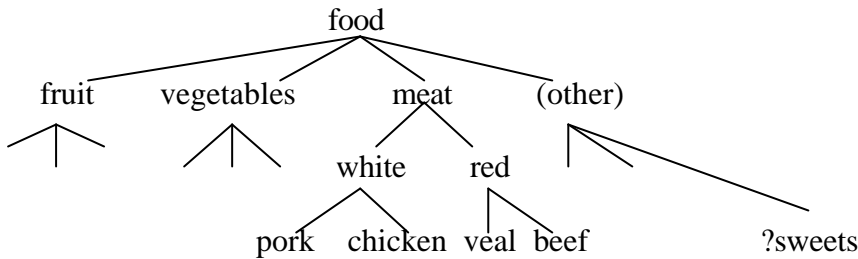 food
fruit vegetables meat (other)
white red
pork chicken veal beef ?sweets